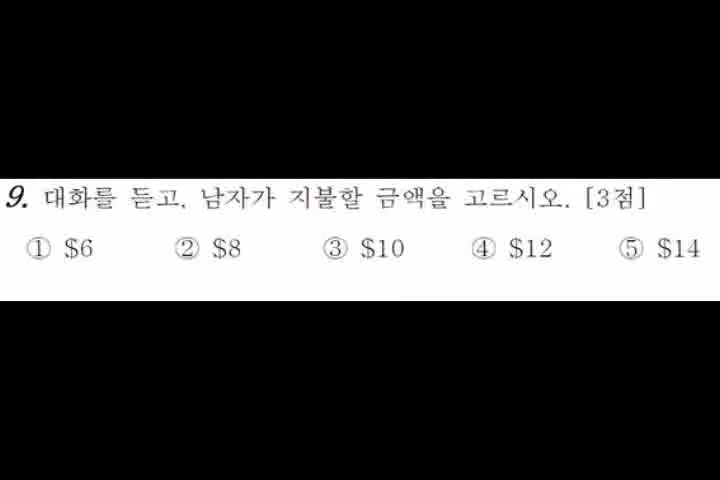 9. 대화를 듣고, 남자가 지불할 금액을 고르시오. [3점]
① $6 ② $8 ③ $10 ④ $12 ⑤ $14